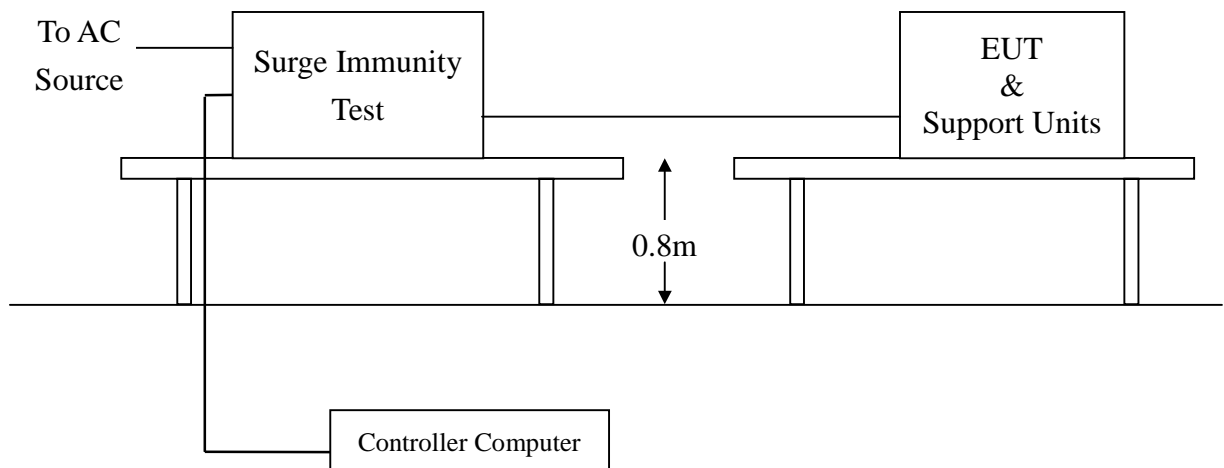 To AC
Source
Surge Immunity
Test
EUT
&
Support Units
0.8m
Controller Computer